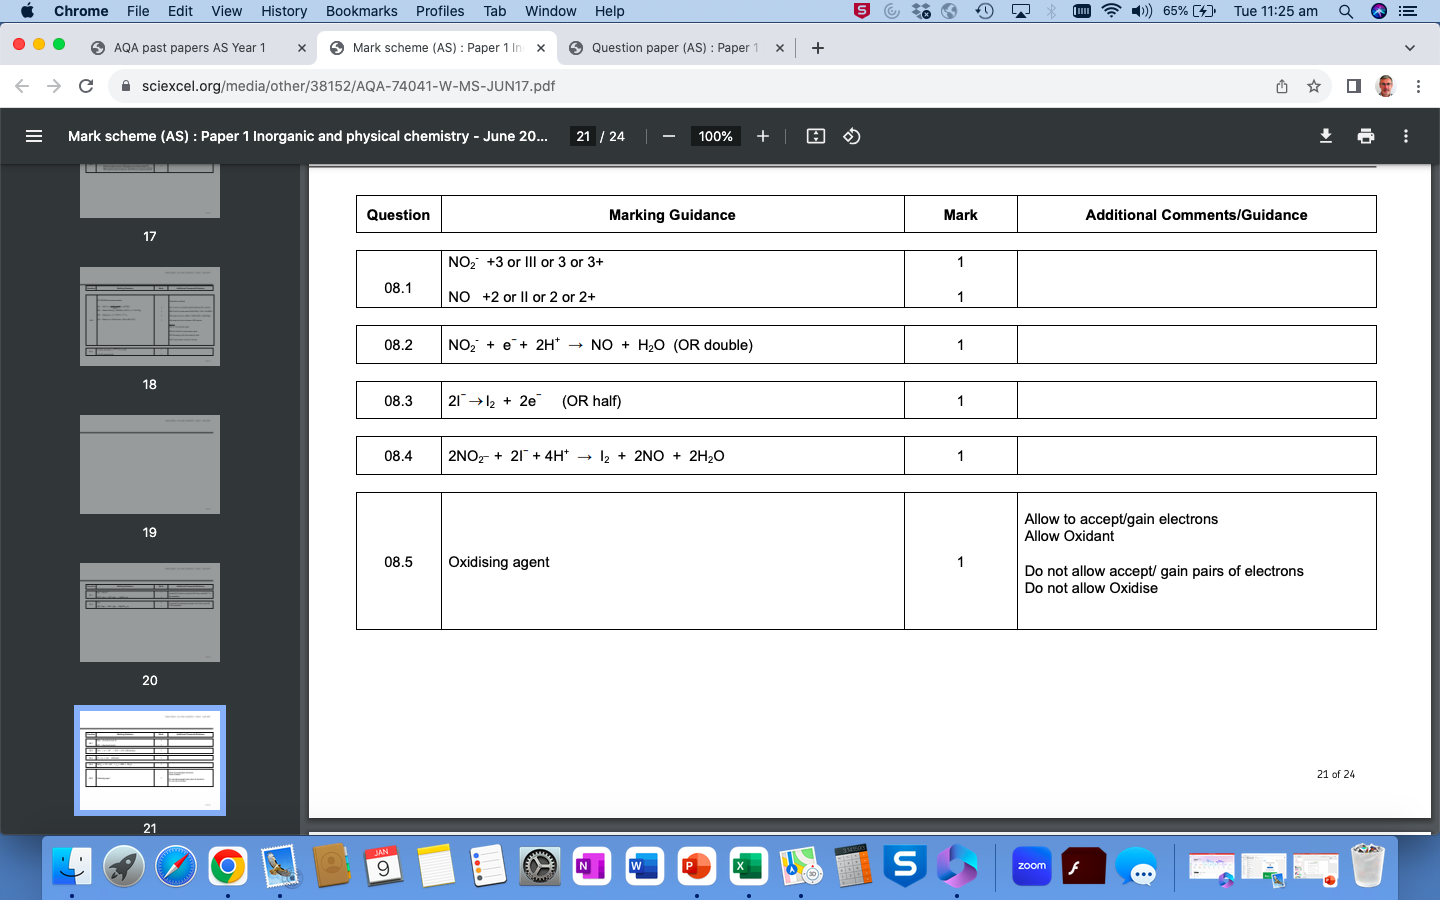 Chrome File Edit View History Bookmarks Profiles Tab Window Help 65% Tue 11:25 am
AQA past papers AS Year 1 Mark scheme (AS) : Paper 1 In Question paper (AS) : Paper 1
sciexcel.org/media/other/38152/AQA-74041-W-MS-JUN17.pdf
Mark scheme (AS) : Paper 1 Inorganic and physical chemistry - June 20... 21 / 24 100%
17
18
19
20
21
Question Marking Guidance Mark Additional Comments/Guidance
08.1
NO₂⁻ +3 or III or 3 or 3+ 1
NO +2 or II or 2 or 2+ 1
08.2 NO₂⁻ + e⁻ + 2H⁺ → NO + H₂O (OR double) 1
08.3 2I⁻ → I₂ + 2e⁻ (OR half) 1
08.4 2NO₂– + 2I⁻ + 4H⁺ → I₂ + 2NO + 2H₂O 1
08.5 Oxidising agent 1
Allow to accept/gain electrons
Allow Oxidant
Do not allow accept/ gain pairs of electrons
Do not allow Oxidise
21 of 24
JAN
9
N
W
P
X
3D
S
zoom